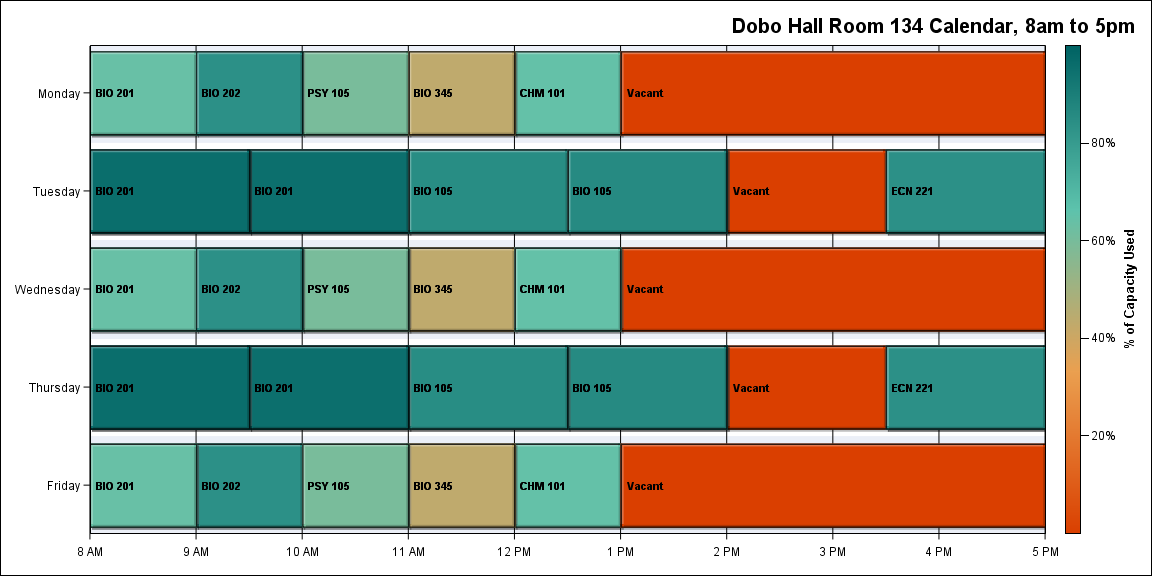 Dobo Hall Room 134 Calendar, 8am to 5pm
Monday
BIO 201
BIO 202
PSY 105
BIO 345
CHM 101
Vacant
Tuesday
BIO 201
BIO 201
BIO 105
BIO 105
Vacant
ECN 221
Wednesday
BIO 201
BIO 202
PSY 105
BIO 345
CHM 101
Vacant
Thursday
BIO 201
BIO 201
BIO 105
BIO 105
Vacant
ECN 221
Friday
BIO 201
BIO 202
PSY 105
BIO 345
CHM 101
Vacant
8 AM
9 AM
10 AM
11 AM
12 PM
1 PM
2 PM
3 PM
4 PM
5 PM
80%
60%
40%
20%
% of Capacity Used